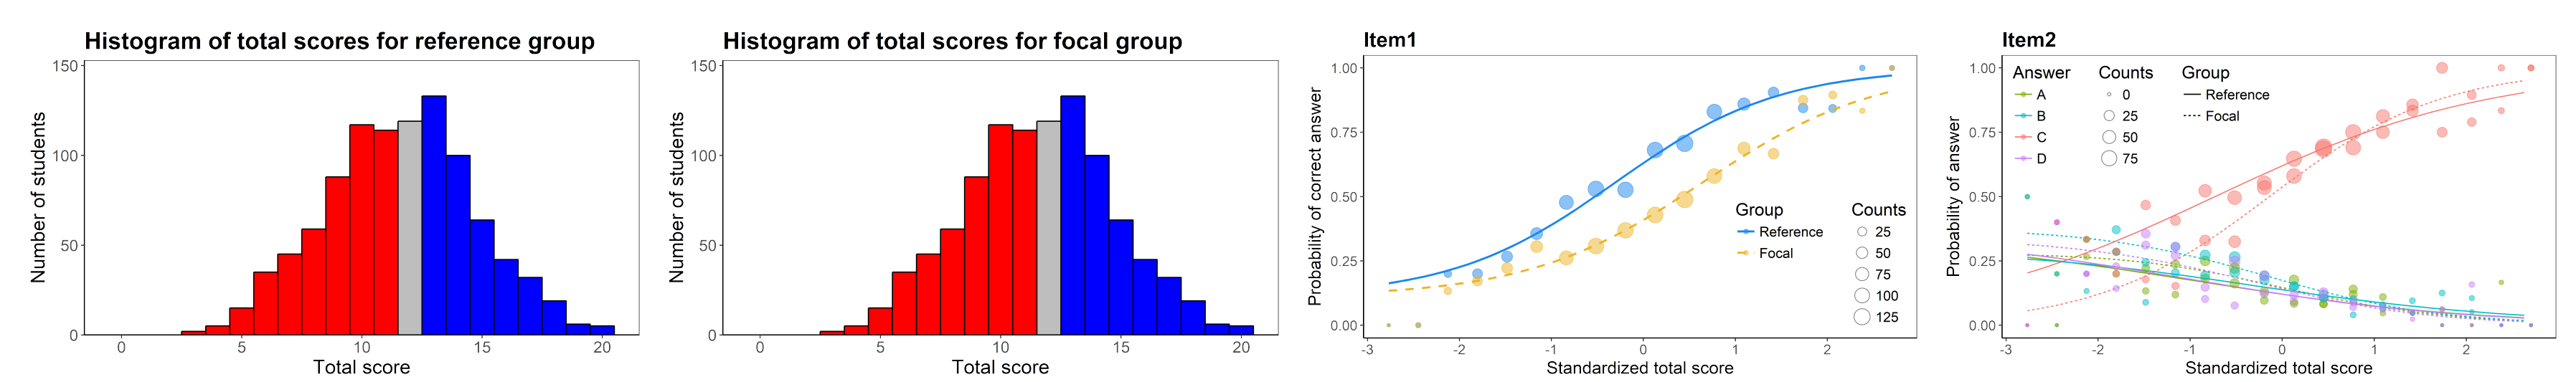 Histogram of total scores for reference group
150
100
50
0
Number of students
0 5 10 15 20
Total score
Histogram of total scores for focal group
150
100
50
0
Number of students
0 5 10 15 20
Total score
Item1
1.00
0.75
0.50
0.25
0.00
Probability of correct answer
Group
Reference
Focal
Counts
25
50
75
100
125
-3 -2 -1 0 1 2
Standardized total score
Item2
1.00
0.75
0.50
0.25
0.00
Probability of answer
Answer
A
B
C
D
Counts
0
25
50
75
Group
Reference
Focal
-3 -2 -1 0 1 2
Standardized total score